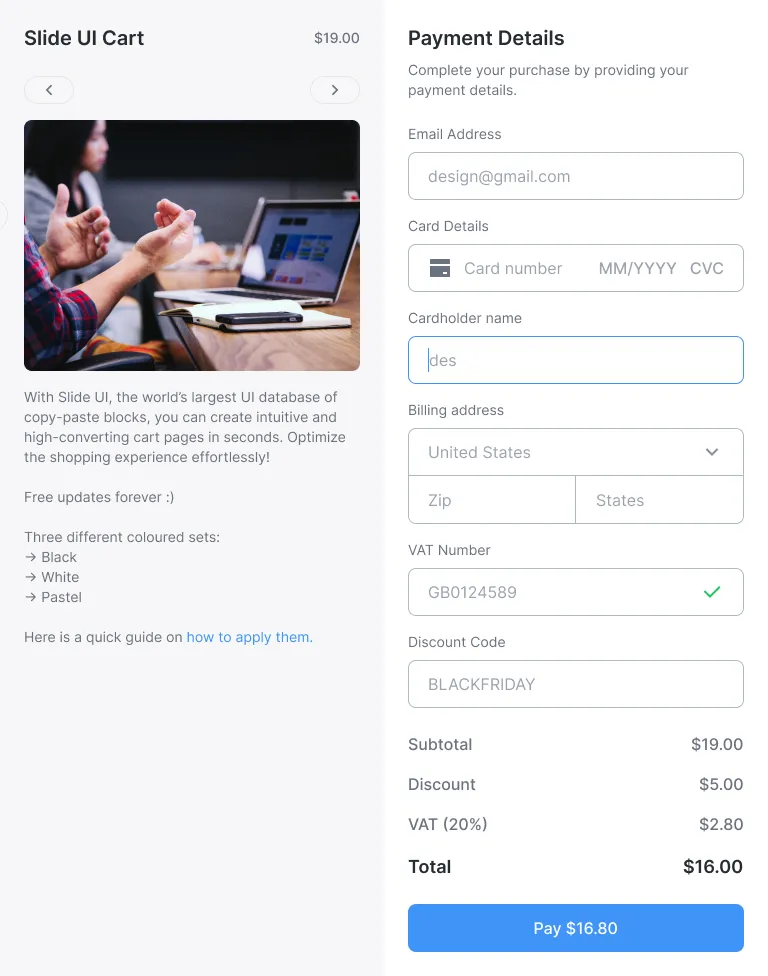 Slide UI Cart
$19.00
With Slide UI, the world’s largest UI database of
copy-paste blocks, you can create intuitive and
high-converting cart pages in seconds. Optimize
the shopping experience effortlessly!
Free updates forever :)
Three different coloured sets:
→ Black
→ White
→ Pastel
Here is a quick guide on how to apply them.
Payment Details
Complete your purchase by providing your
payment details.
Email Address
design@gmail.com
Card Details
Card number MM/YYYY CVC
Cardholder name
des
Billing address
United States
Zip States
VAT Number
GB0124589
Discount Code
BLACKFRIDAY
Subtotal $19.00
Discount $5.00
VAT (20%) $2.80
Total $16.00
Pay $16.80